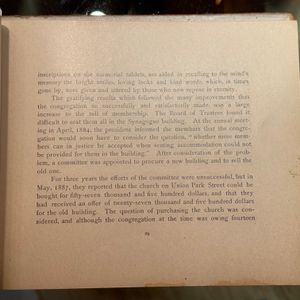 inscriptions on the memorial tablets, are aided in recalling to the mind's
memory the bright smiles, loving looks and kind words which, in times
gone by, were given and uttered by those who now repose in eternity.
The gratifying results which followed the many improvements that
the congregation so successfully and satisfactorily made, was a large
increase to the roll of membership. The Board of Trustees found it
difficult to seat them all in the Synagogue building. At the annual meet-
ing in April, 1884, the president informed the members that the congre-
gation would soon have to consider the question, "whether more mem-
bers can in justice be accepted when seating accommodation could not
be provided for them in the building." After consideration of the prob-
lem, a committee was appointed to procure a new building and to sell the
old one.
For three years the efforts of the committee were unsuccessful, but in
May, 1887, they reported that the church on Union Park Street could be
bought for fifty-seven thousand and five hundred dollars, and that they
had received an offer of twenty-seven thousand and five hundred dollars
for the old building. The question of purchasing the church was con-
sidered, and although the congregation at the time was owing fourteen